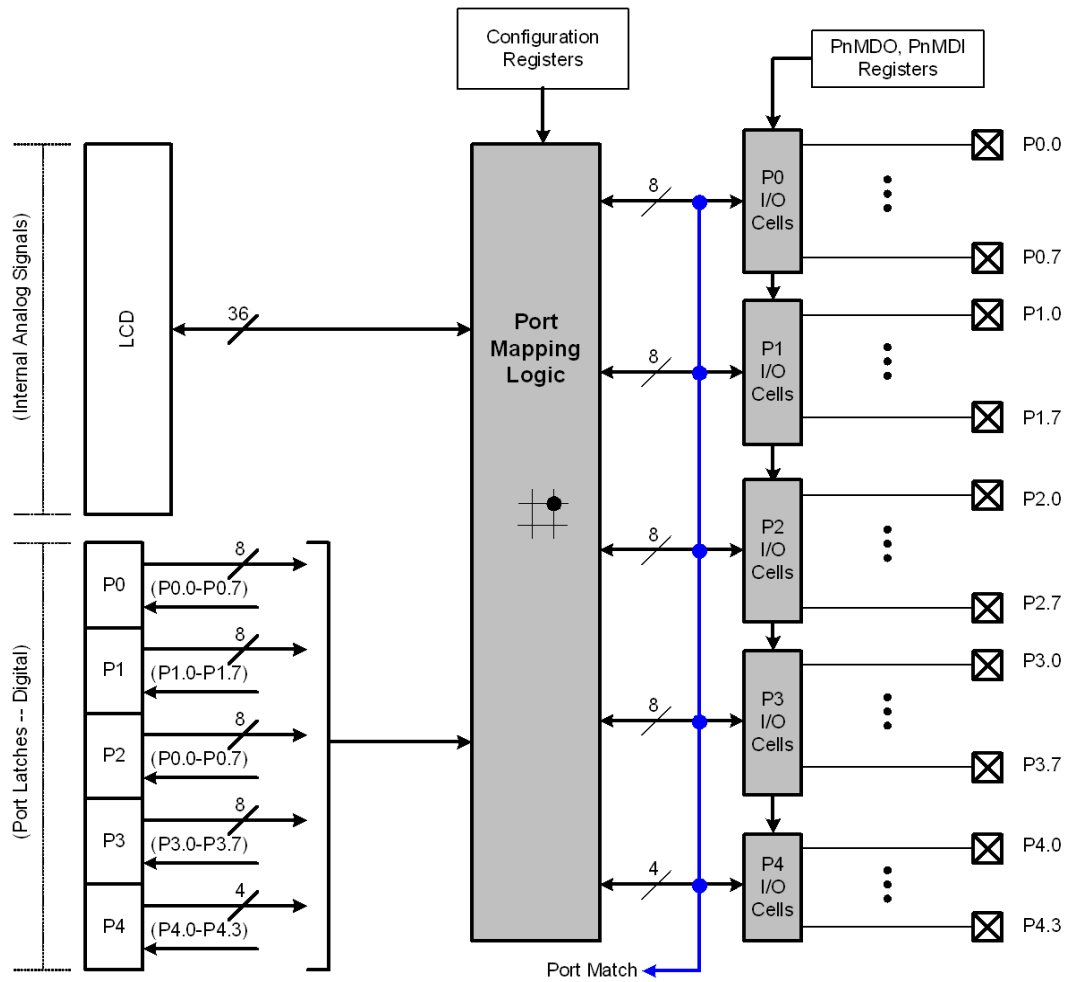 Configuration
Registers
PnMDO, PnMDI
Registers
(Internal Analog Signals)
LCD
36
Port
Mapping
Logic
8
P0
I/O
Cells
P0.0
P0.7
8
P1
I/O
Cells
P1.0
P1.7
8
P2
I/O
Cells
P2.0
P2.7
8
P3
I/O
Cells
P3.0
P3.7
4
P4
I/O
Cells
P4.0
P4.3
(Port Latches -- Digital)
P0
8
(P0.0-P0.7)
P1
8
(P1.0-P1.7)
P2
8
(P0.0-P0.7)
P3
8
(P3.0-P3.7)
P4
4
(P4.0-P4.3)
Port Match